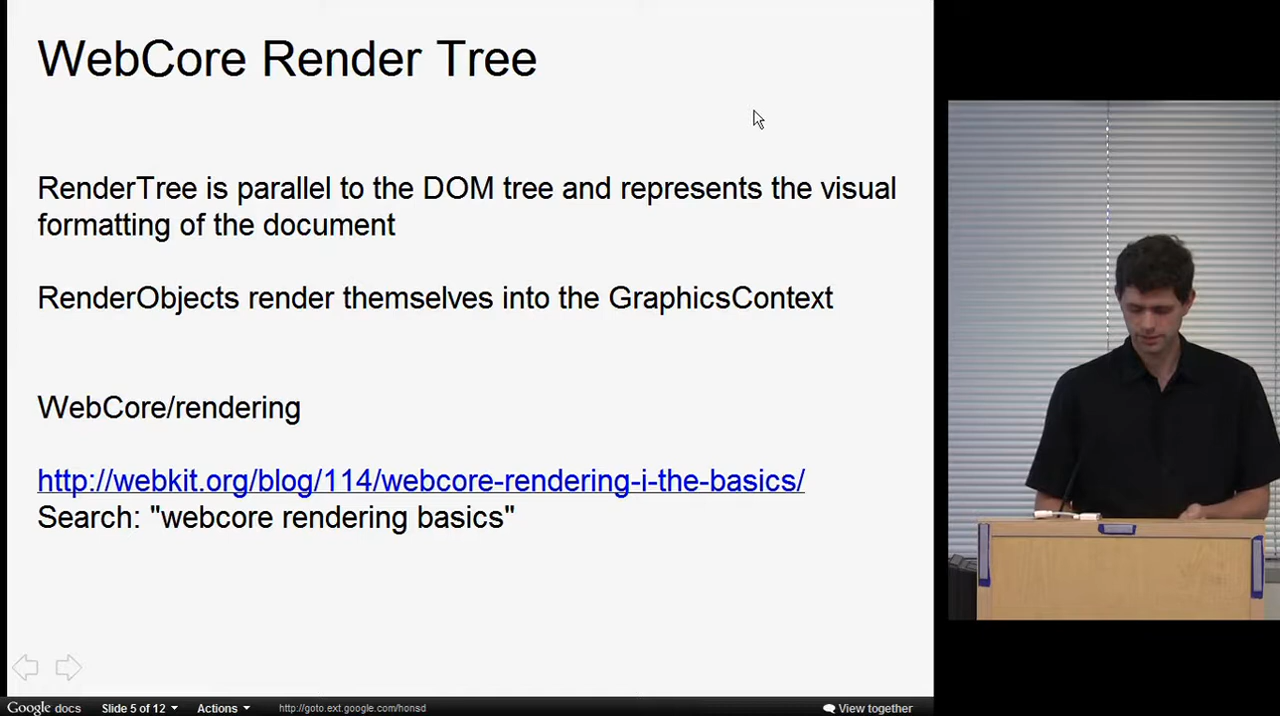 WebCore Render Tree
RenderTree is parallel to the DOM tree and represents the visual
formatting of the document
RenderObjects render themselves into the GraphicsContext
WebCore/rendering
http://webkit.org/blog/114/webcore-rendering-i-the-basics/
Search: "webcore rendering basics"
Google docs Slide 5 of 12 Actions http://goto.ext.google.com/honsd View together